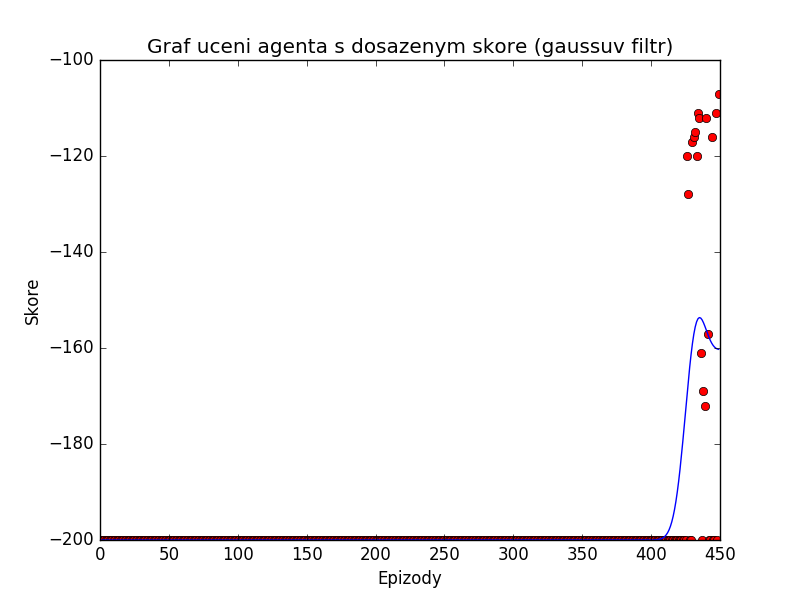 Graf uceni agenta s dosazenym skore (gaussuv filtr)
−100
−120
−140
−160
−180
−200
Skore
0 50 100 150 200 250 300 350 400 450
Epizody